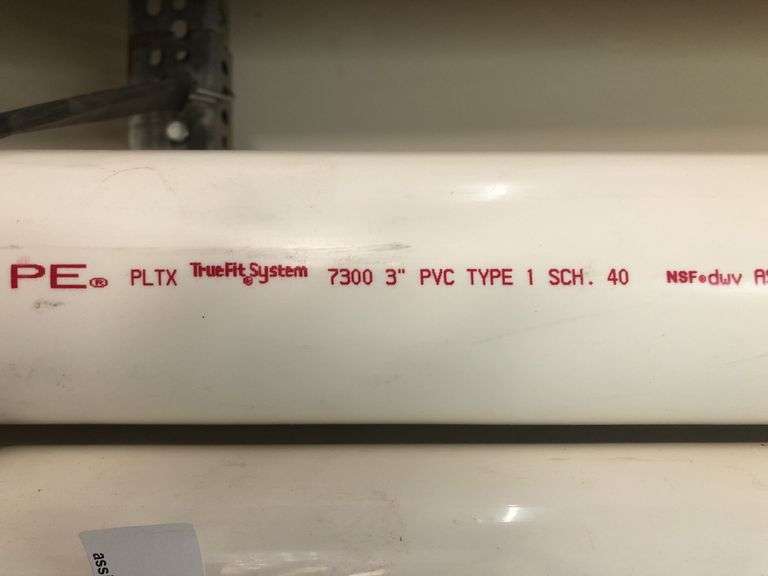 PE® PLTX TrueFit® System 7300 3" PVC TYPE 1 SCH. 40 NSF®dwv